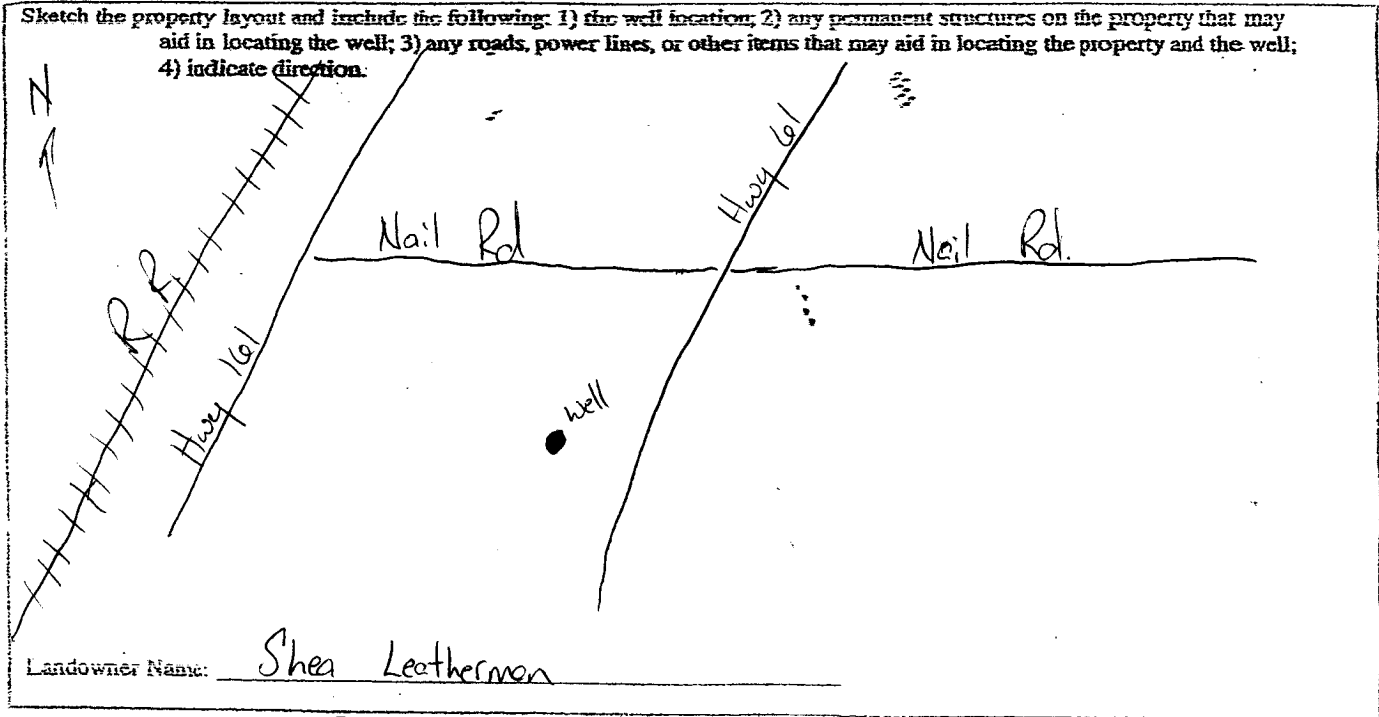 Sketch the property layout and include the following: 1) the well location; 2) any permanent structures on the property that may
aid in locating the well; 3) any roads, power lines, or other items that may aid in locating the property and the well;
4) indicate direction.
N
Hwy 61
Nail Rd
Nail Rd.
R R
Hwy 161
well
Landowner Name: Shea Leatherman